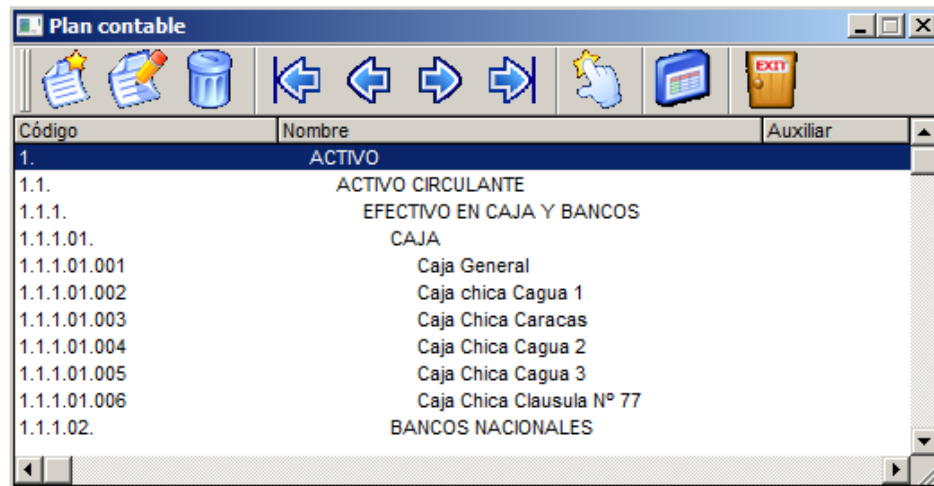 Plan contable
EXIT
Código Nombre Auxiliar
1. ACTIVO
1.1. ACTIVO CIRCULANTE
1.1.1. EFECTIVO EN CAJA Y BANCOS
1.1.1.01. CAJA
1.1.1.01.001 Caja General
1.1.1.01.002 Caja chica Cagua 1
1.1.1.01.003 Caja Chica Caracas
1.1.1.01.004 Caja Chica Cagua 2
1.1.1.01.005 Caja Chica Cagua 3
1.1.1.01.006 Caja Chica Clausula Nº 77
1.1.1.02. BANCOS NACIONALES